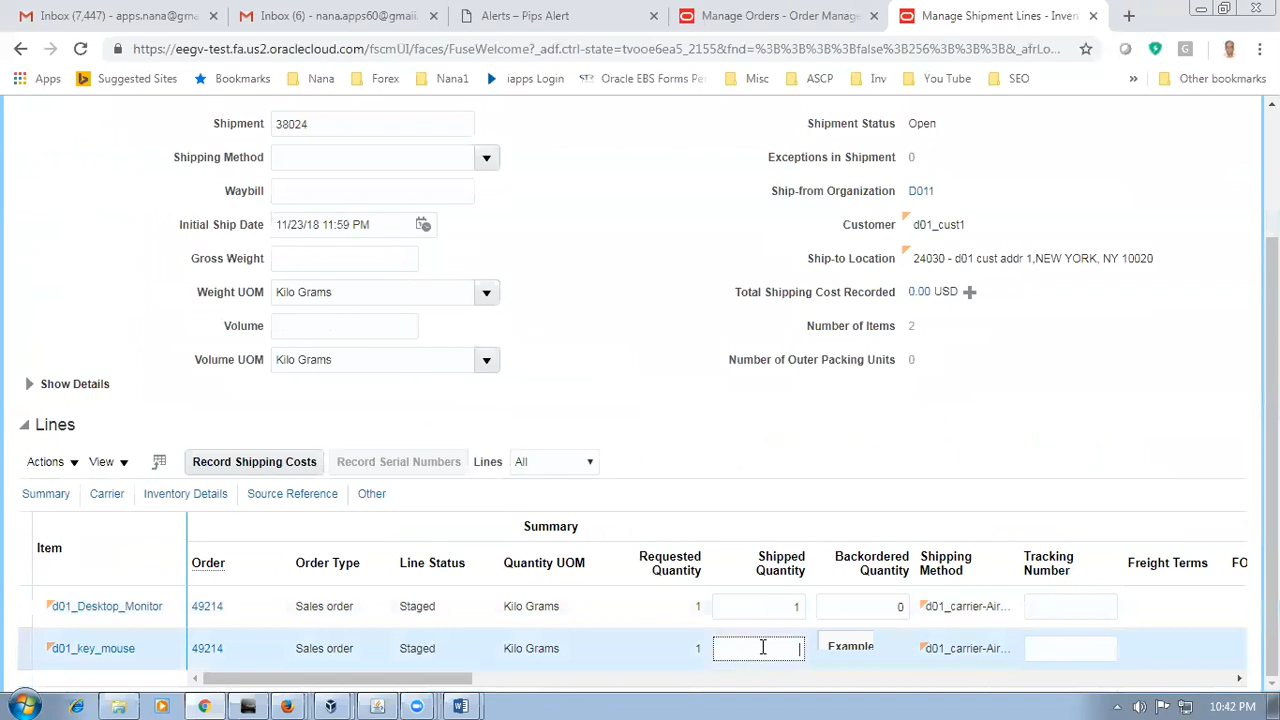 Inbox (7,447) - apps.nana@gma
Inbox (6) - nana.apps60@gmail.
Alerts – Pips Alert
Manage Orders - Order Manage
Manage Shipment Lines - Inven
https://eegv-test.fa.us2.oraclecloud.com/fscmUI/faces/FuseWelcome?_adf.ctrl-state=tvooe6ea5_2155&fnd=%3B%3B%3B%3Bfalse%3B256%3B%3B%3B&_afrLo...
Apps
Suggested Sites
Bookmarks
Nana
Forex
Nana1
iapps Login
Oracle EBS Forms Pe
Misc
ASCP
Inv
You Tube
SEO
»
Other bookmarks
Shipment 38024
Shipment Status Open
Shipping Method
Exceptions in Shipment 0
Waybill
Ship-from Organization D011
Initial Ship Date 11/23/18 11:59 PM
Customer d01_cust1
Gross Weight
Ship-to Location 24030 - d01 cust addr 1,NEW YORK, NY 10020
Weight UOM Kilo Grams
Total Shipping Cost Recorded 0.00 USD
Volume
Number of Items 2
Volume UOM Kilo Grams
Number of Outer Packing Units 0
Show Details
Lines
Actions View Record Shipping Costs Record Serial Numbers Lines All
Summary Carrier Inventory Details Source Reference Other
Summary
Item Order Order Type Line Status Quantity UOM Requested Quantity Shipped Quantity Backordered Quantity Shipping Method Tracking Number Freight Terms FO
d01_Desktop_Monitor 49214 Sales order Staged Kilo Grams 1 1 0 d01_carrier-Air...
d01_key_mouse 49214 Sales order Staged Kilo Grams 1 Example d01_carrier-Air...
10:42 PM